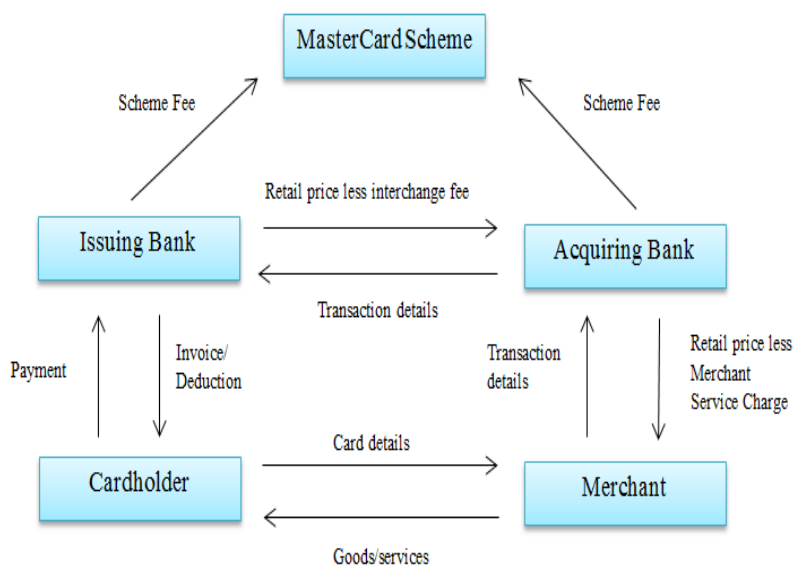 MasterCard Scheme
Scheme Fee
Scheme Fee
Retail price less interchange fee
Issuing Bank
Acquiring Bank
Transaction details
Payment
Invoice/
Deduction
Transaction
details
Retail price less
Merchant
Service Charge
Card details
Cardholder
Merchant
Goods/services